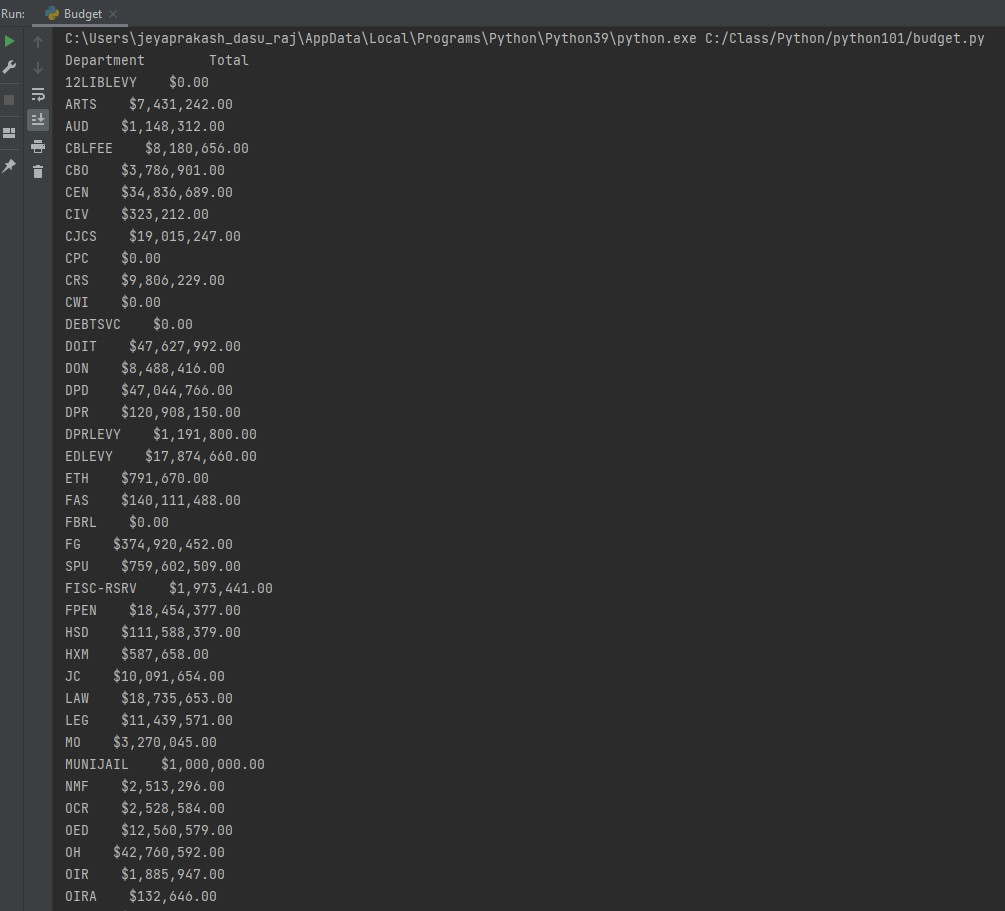 Run: Budget
C:\Users\jeyaprakash_dasu_raj\AppData\Local\Programs\Python\Python39\python.exe C:/Class/Python/python101/budget.py
Department        Total
12LIBLEVY    $0.00
ARTS    $7,431,242.00
AUD    $1,148,312.00
CBLFEE    $8,180,656.00
CBO    $3,786,901.00
CEN    $34,836,689.00
CIV    $323,212.00
CJCS    $19,015,247.00
CPC    $0.00
CRS    $9,806,229.00
CWI    $0.00
DEBTSVC    $0.00
DOIT    $47,627,992.00
DON    $8,488,416.00
DPD    $47,044,766.00
DPR    $120,908,150.00
DPRLEVY    $1,191,800.00
EDLEVY    $17,874,660.00
ETH    $791,670.00
FAS    $140,111,488.00
FBRL    $0.00
FG    $374,920,452.00
SPU    $759,602,509.00
FISC-RSRV    $1,973,441.00
FPEN    $18,454,377.00
HSD    $111,588,379.00
HXM    $587,658.00
JC    $10,091,654.00
LAW    $18,735,653.00
LEG    $11,439,571.00
MO    $3,270,045.00
MUNIJAIL    $1,000,000.00
NMF    $2,513,296.00
OCR    $2,528,584.00
OED    $12,560,579.00
OH    $42,760,592.00
OIR    $1,885,947.00
OIRA    $132,646.00